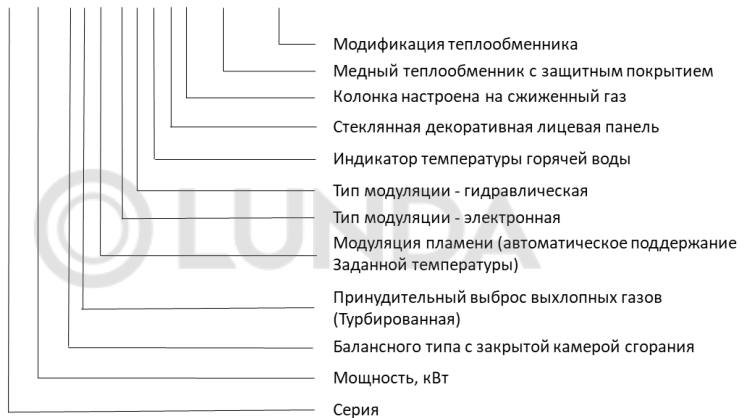 Модификация теплообменника
Медный теплообменник с защитным покрытием
Колонка настроена на сжиженный газ
Стеклянная декоративная лицевая панель
Индикатор температуры горячей воды
Тип модуляции - гидравлическая
Тип модуляции - электронная
Модуляция пламени (автоматическое поддержание
Заданной температуры)
Принудительный выброс выхлопных газов
(Турбированная)
Балансного типа с закрытой камерой сгорания
Мощность, кВт
Серия
LUNDA